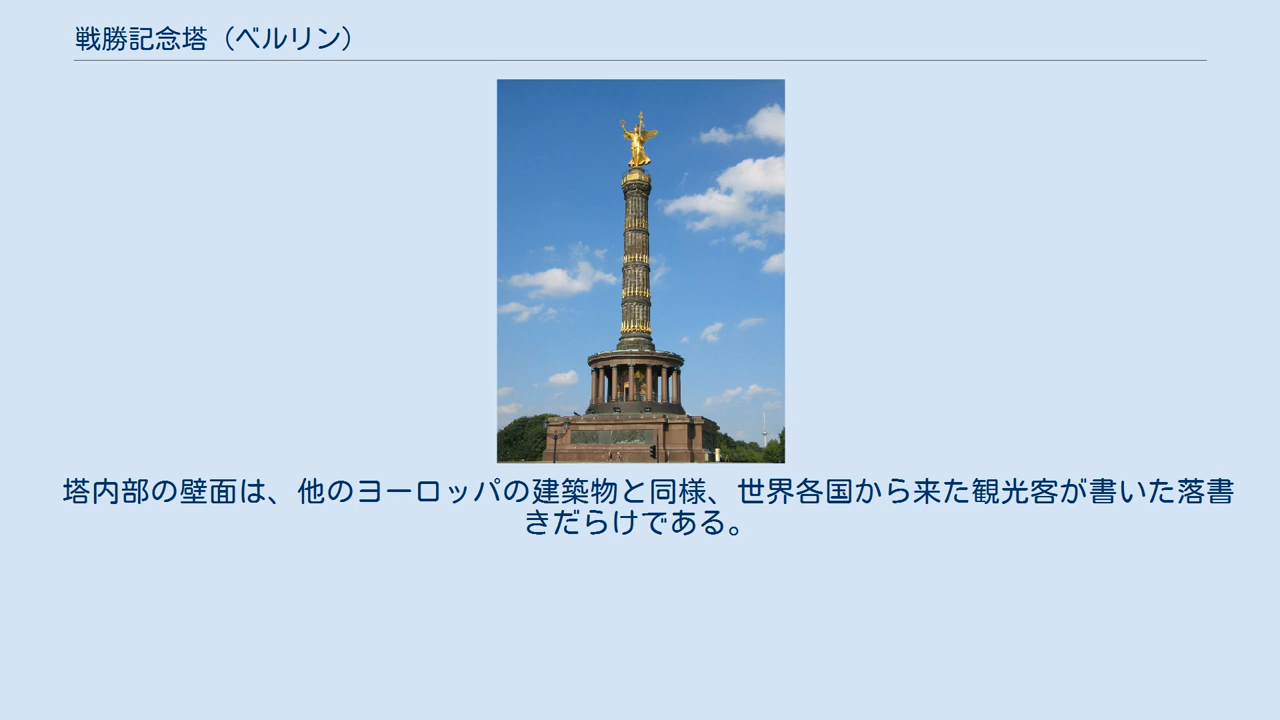 戦勝記念塔（ベルリン）
塔内部の壁面は、他のヨーロッパの建築物と同様、世界各国から来た観光客が書いた落書
きだらけである。